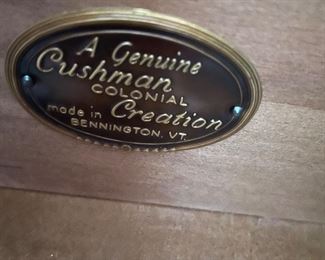 A Genuine
Cushman
COLONIAL
Creation
made in
BENNINGTON, VT.